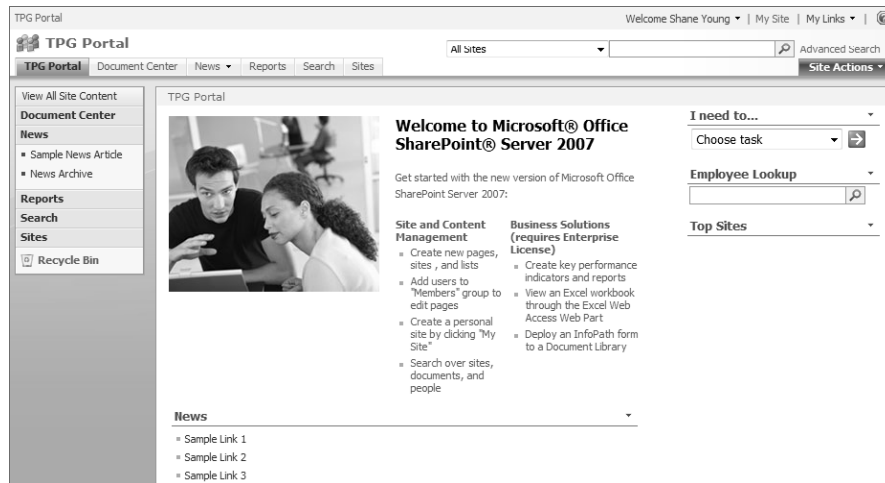 TPG Portal
Welcome Shane Young | My Site | My Links |
TPG Portal
All Sites
Advanced Search
TPG Portal Document Center News Reports Search Sites
Site Actions
View All Site Content
Document Center
News
Sample News Article
News Archive
Reports
Search
Sites
Recycle Bin
TPG Portal
Welcome to Microsoft® Office
SharePoint® Server 2007
Get started with the new version of Microsoft Office
SharePoint Server 2007:
Site and Content
Management
Create new pages,
sites , and lists
Add users to
"Members" group to
edit pages
Create a personal
site by clicking "My
Site"
Search over sites,
documents, and
people
Business Solutions
(requires Enterprise
License)
Create key performance
indicators and reports
View an Excel workbook
through the Excel Web
Access Web Part
Deploy an InfoPath form
to a Document Library
News
Sample Link 1
Sample Link 2
Sample Link 3
I need to...
Choose task
Employee Lookup
Top Sites